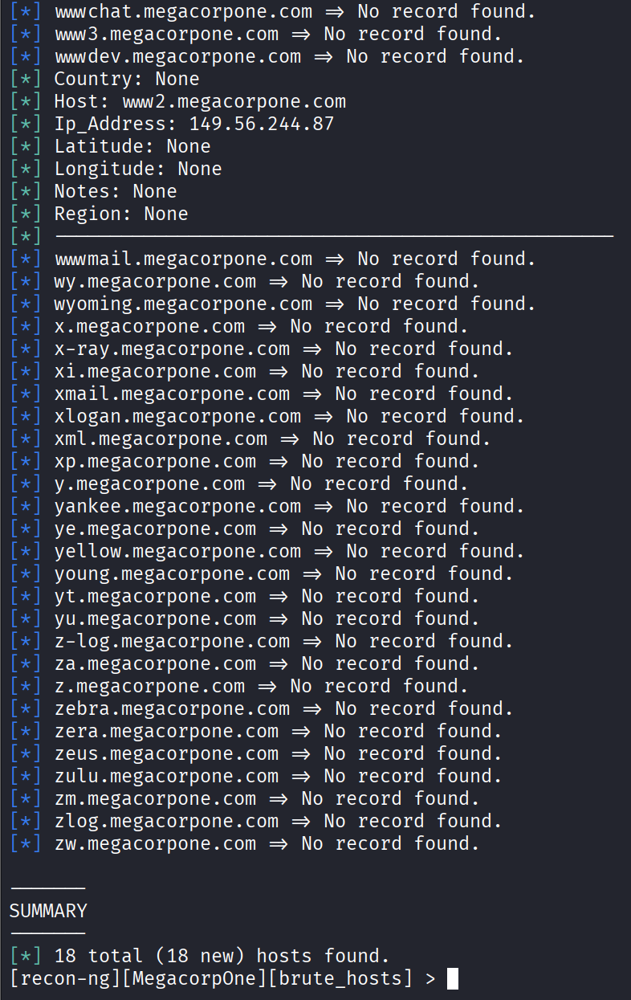 [*] wwwchat.megacorpone.com => No record found.
[*] www3.megacorpone.com => No record found.
[*] wwwdev.megacorpone.com => No record found.
[*] Country: None
[*] Host: www2.megacorpone.com
[*] Ip_Address: 149.56.244.87
[*] Latitude: None
[*] Longitude: None
[*] Notes: None
[*] Region: None
[*] --------------------------------------------------
[*] wwwmail.megacorpone.com => No record found.
[*] wy.megacorpone.com => No record found.
[*] wyoming.megacorpone.com => No record found.
[*] x.megacorpone.com => No record found.
[*] x-ray.megacorpone.com => No record found.
[*] xi.megacorpone.com => No record found.
[*] xmail.megacorpone.com => No record found.
[*] xlogan.megacorpone.com => No record found.
[*] xml.megacorpone.com => No record found.
[*] xp.megacorpone.com => No record found.
[*] y.megacorpone.com => No record found.
[*] yankee.megacorpone.com => No record found.
[*] ye.megacorpone.com => No record found.
[*] yellow.megacorpone.com => No record found.
[*] young.megacorpone.com => No record found.
[*] yt.megacorpone.com => No record found.
[*] yu.megacorpone.com => No record found.
[*] z-log.megacorpone.com => No record found.
[*] za.megacorpone.com => No record found.
[*] z.megacorpone.com => No record found.
[*] zebra.megacorpone.com => No record found.
[*] zera.megacorpone.com => No record found.
[*] zeus.megacorpone.com => No record found.
[*] zulu.megacorpone.com => No record found.
[*] zm.megacorpone.com => No record found.
[*] zlog.megacorpone.com => No record found.
[*] zw.megacorpone.com => No record found.
-------
SUMMARY
-------
[*] 18 total (18 new) hosts found.
[recon-ng][MegacorpOne][brute_hosts] >